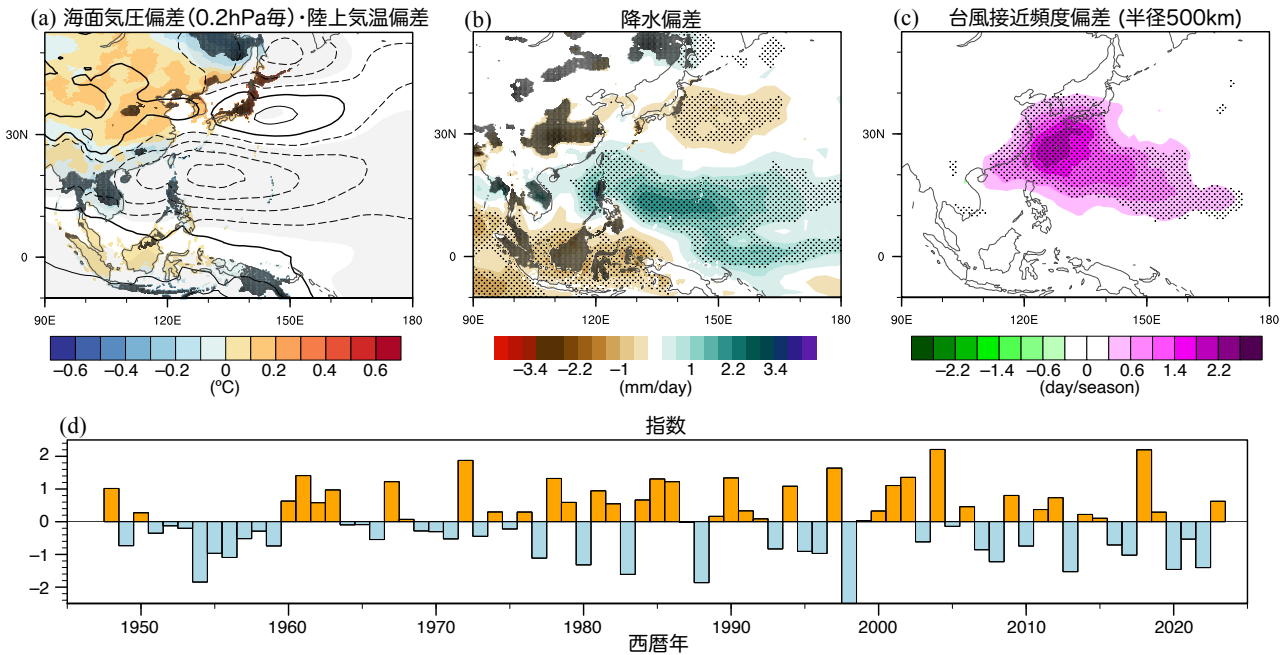 (a) 海面気圧偏差(0.2hPa毎)・陸上気温偏差
(b) 降水偏差
(c) 台風接近頻度偏差 (半径500km)
30N
0
90E 120E 150E 180
−0.6 −0.4 −0.2 0 0.2 0.4 0.6
(ºC)
30N
0
90E 120E 150E 180
−3.4 −2.2 −1 1 2.2 3.4
(mm/day)
30N
0
90E 120E 150E 180
−2.2 −1.4 −0.6 0 0.6 1.4 2.2
(day/season)
(d) 指数
2
1
0
−1
−2
1950 1960 1970 1980 1990 2000 2010 2020
西暦年